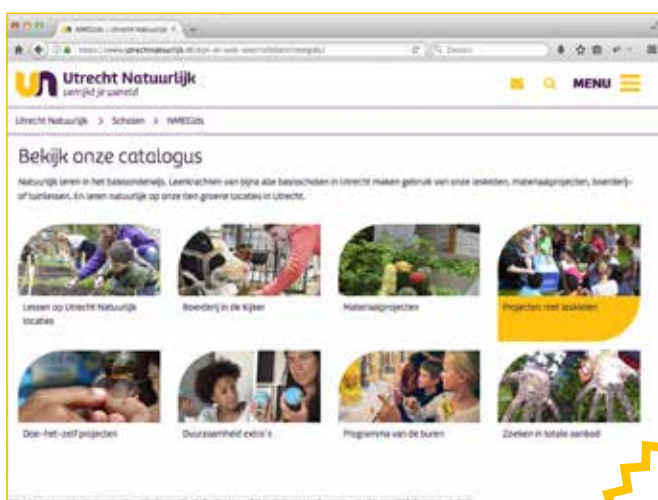 Utrecht Natuurlijk
verrijkt je wereld
MENU
Utrecht Natuurlijk > Scholen > NMEGids
Bekijk onze catalogus
Natuurlijk leren in het basisonderwijs. Leerkrachten van bijna alle basisscholen in Utrecht maken gebruik van onze leskisten, materiaalprojecten, boerderij-
of tuinlessen. En leren natuurlijk op onze tien groene locaties in Utrecht.
Lessen op Utrecht Natuurlijk
locaties
Boerderij in de Kijker
Materiaalprojecten
Projecten met leskisten
Doe-het-zelf projecten
Duurzaamheid extra's
Programma van de buren
Zoeken in totale aanbod